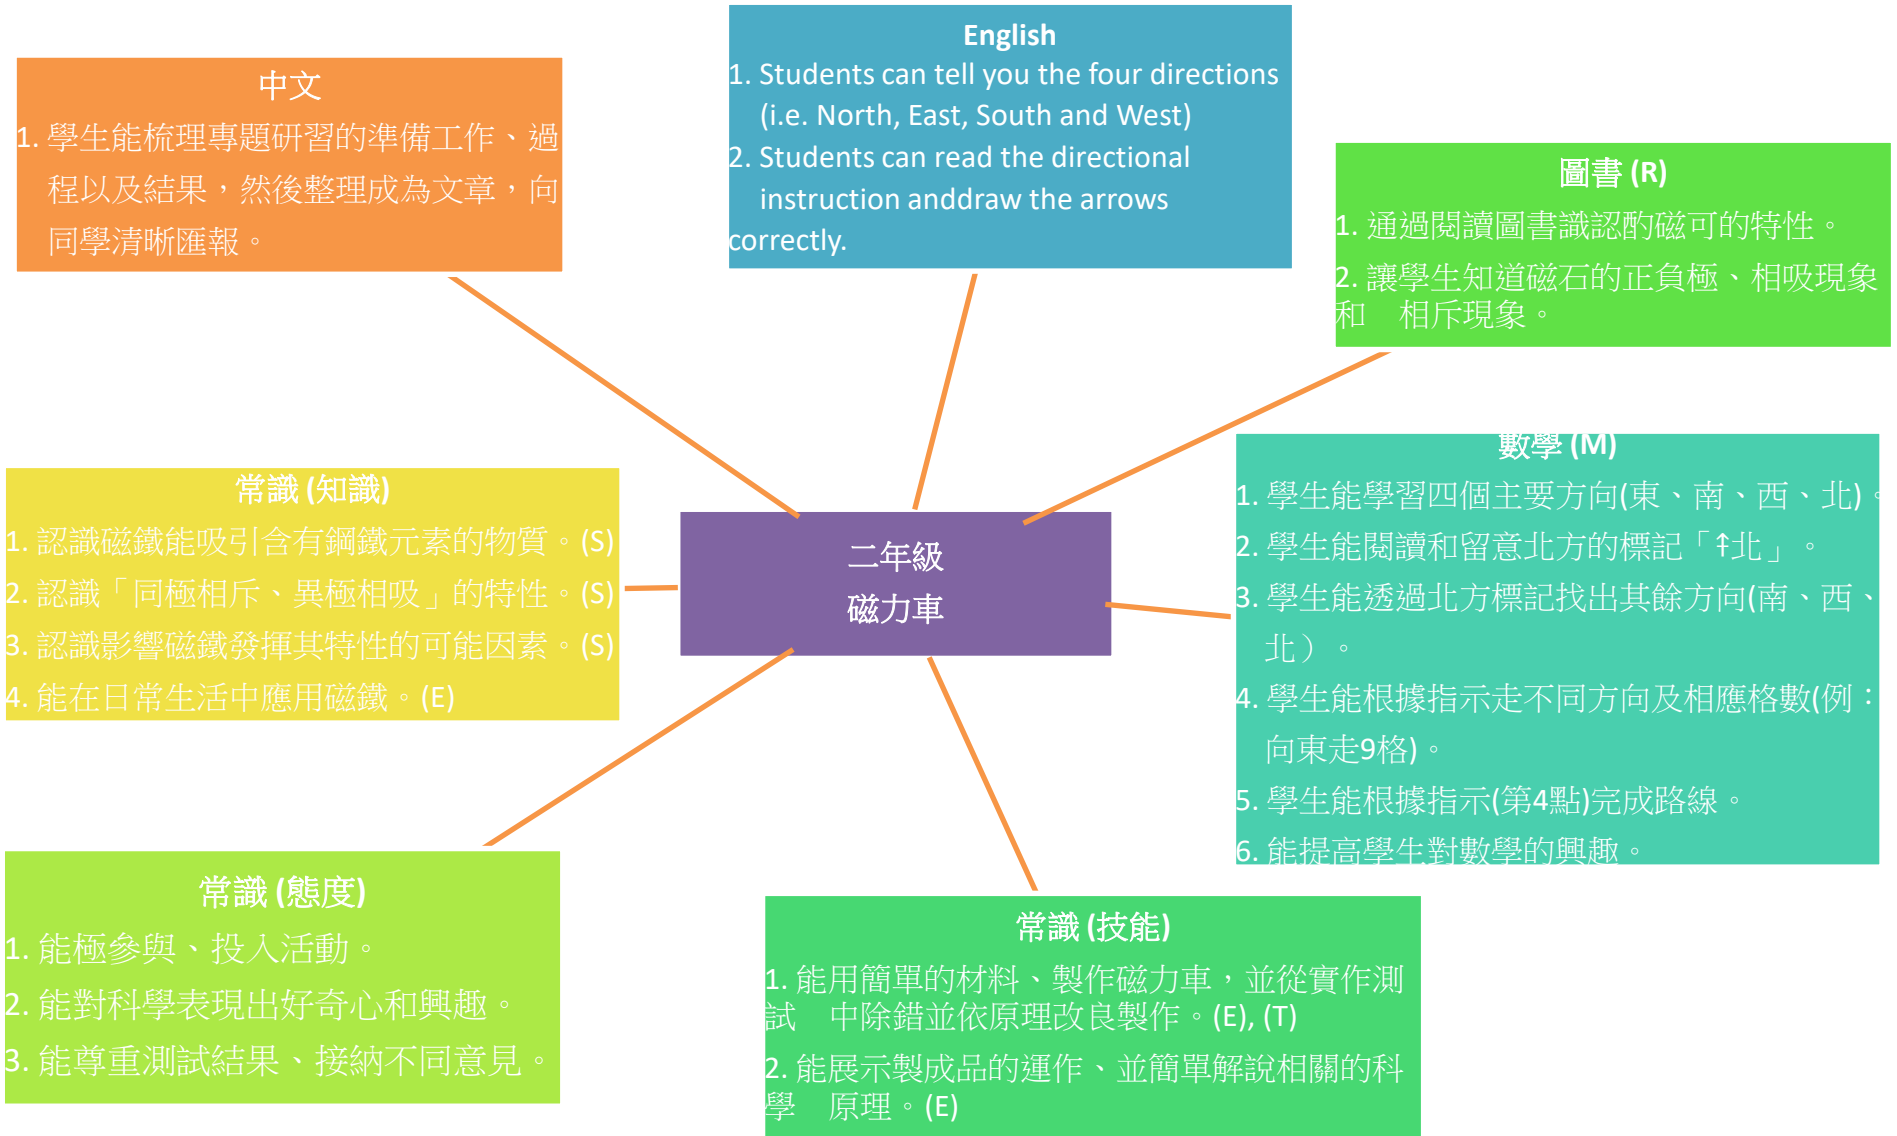 中文
1. 學生能梳理專題研習的準備工作、過
程以及結果，然後整理成為文章，向
同學清晰匯報。
English
1. Students can tell you the four directions
(i.e. North, East, South and West)
2. Students can read the directional
instruction anddraw the arrows
correctly.
圖書 (R)
1. 通過閱讀圖書識認酌磁可的特性。
2. 讓學生知道磁石的正負極、相吸現象
和 相斥現象。
常識 (知識)
1. 認識磁鐵能吸引含有鋼鐵元素的物質。(S)
2. 認識「同極相斥、異極相吸」的特性。(S)
3. 認識影響磁鐵發揮其特性的可能因素。(S)
4. 能在日常生活中應用磁鐵。(E)
二年級
磁力車
數學 (M)
1. 學生能學習四個主要方向(東、南、西、北)。
2. 學生能閱讀和留意北方的標記「↑北」。
3. 學生能透過北方標記找出其餘方向(南、西、
北）。
4. 學生能根據指示走不同方向及相應格數(例：
向東走9格)。
5. 學生能根據指示(第4點)完成路線。
6. 能提高學生對數學的興趣。
常識 (態度)
1. 能極參與、投入活動。
2. 能對科學表現出好奇心和興趣。
3. 能尊重測試結果、接納不同意見。
常識 (技能)
1. 能用簡單的材料、製作磁力車，並從實作測
試 中除錯並依原理改良製作。(E), (T)
2. 能展示製成品的運作、並簡單解說相關的科
學 原理。(E)